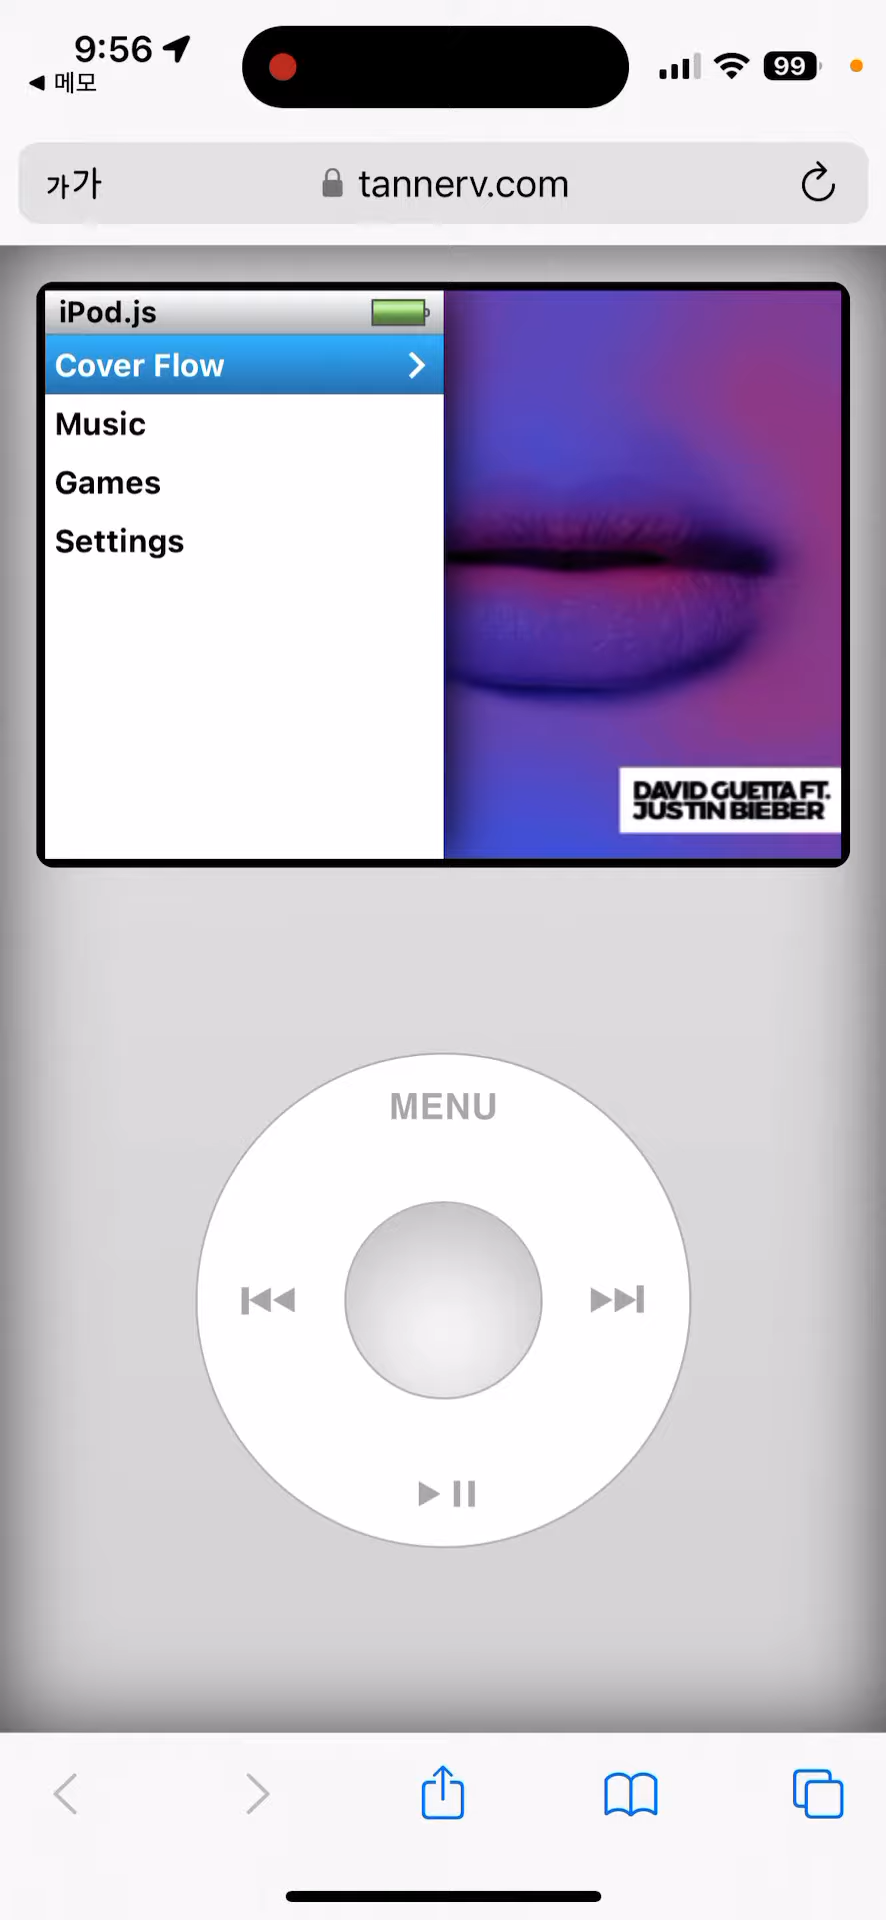 9:56
메모
99
가가
tannerv.com
iPod.js
Cover Flow
Music
Games
Settings
DAVID GUETTA FT.
JUSTIN BIEBER
MENU